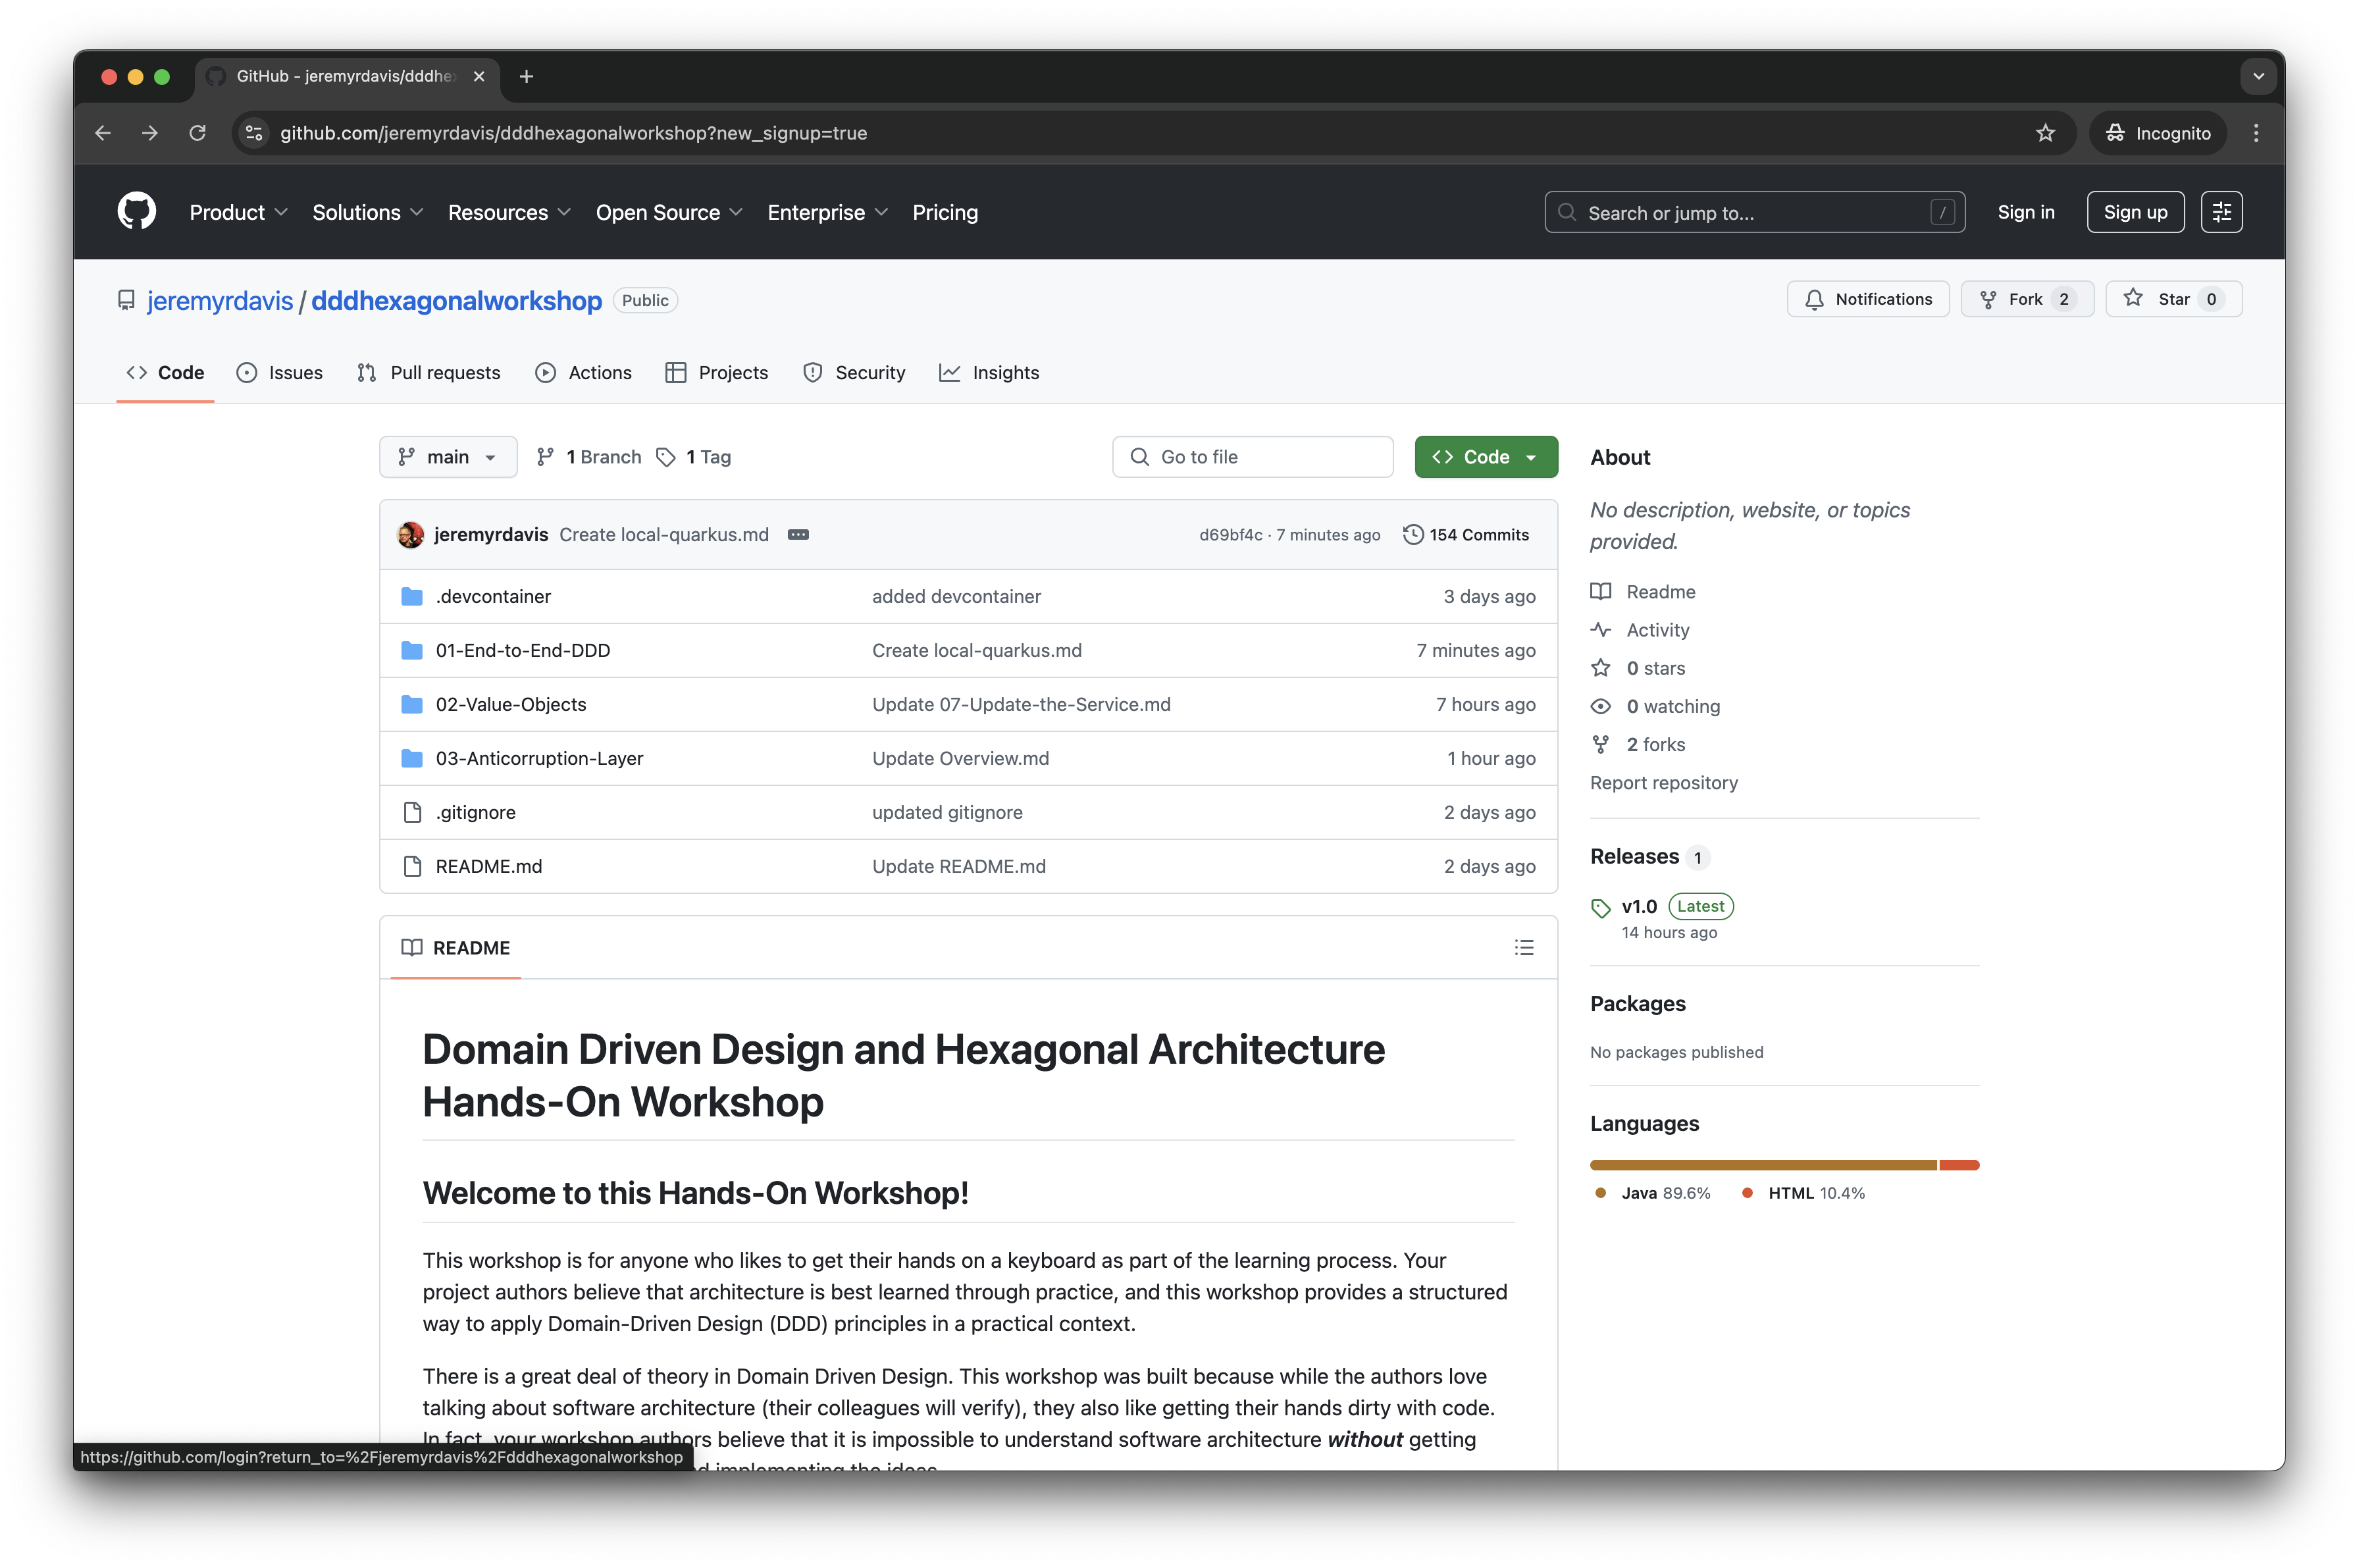 GitHub - jeremyrdavis/dddhe
github.com/jeremyrdavis/dddhexagonalworkshop?new_signup=true
Incognito
Product Solutions Resources Open Source Enterprise Pricing
Search or jump to... /
Sign in
Sign up
jeremyrdavis / dddhexagonalworkshop Public
Notifications
Fork 2
Star 0
Code Issues Pull requests Actions Projects Security Insights
main 1 Branch 1 Tag
Go to file
Code
jeremyrdavis Create local-quarkus.md d69bf4c · 7 minutes ago 154 Commits
.devcontainer added devcontainer 3 days ago
01-End-to-End-DDD Create local-quarkus.md 7 minutes ago
02-Value-Objects Update 07-Update-the-Service.md 7 hours ago
03-Anticorruption-Layer Update Overview.md 1 hour ago
.gitignore updated gitignore 2 days ago
README.md Update README.md 2 days ago
README
Domain Driven Design and Hexagonal Architecture
Hands-On Workshop
Welcome to this Hands-On Workshop!
This workshop is for anyone who likes to get their hands on a keyboard as part of the learning process. Your
project authors believe that architecture is best learned through practice, and this workshop provides a structured
way to apply Domain-Driven Design (DDD) principles in a practical context.
There is a great deal of theory in Domain Driven Design. This workshop was built because while the authors love
talking about software architecture (their colleagues will verify), they also like getting their hands dirty with code.
In fact, your workshop authors believe that it is impossible to understand software architecture without getting
implementing the ideas.
https://github.com/login?return_to=%2Fjeremyrdavis%2Fdddhexagonalworkshop
About
No description, website, or topics
provided.
Readme
Activity
0 stars
0 watching
2 forks
Report repository
Releases 1
v1.0 Latest
14 hours ago
Packages
No packages published
Languages
Java 89.6% HTML 10.4%